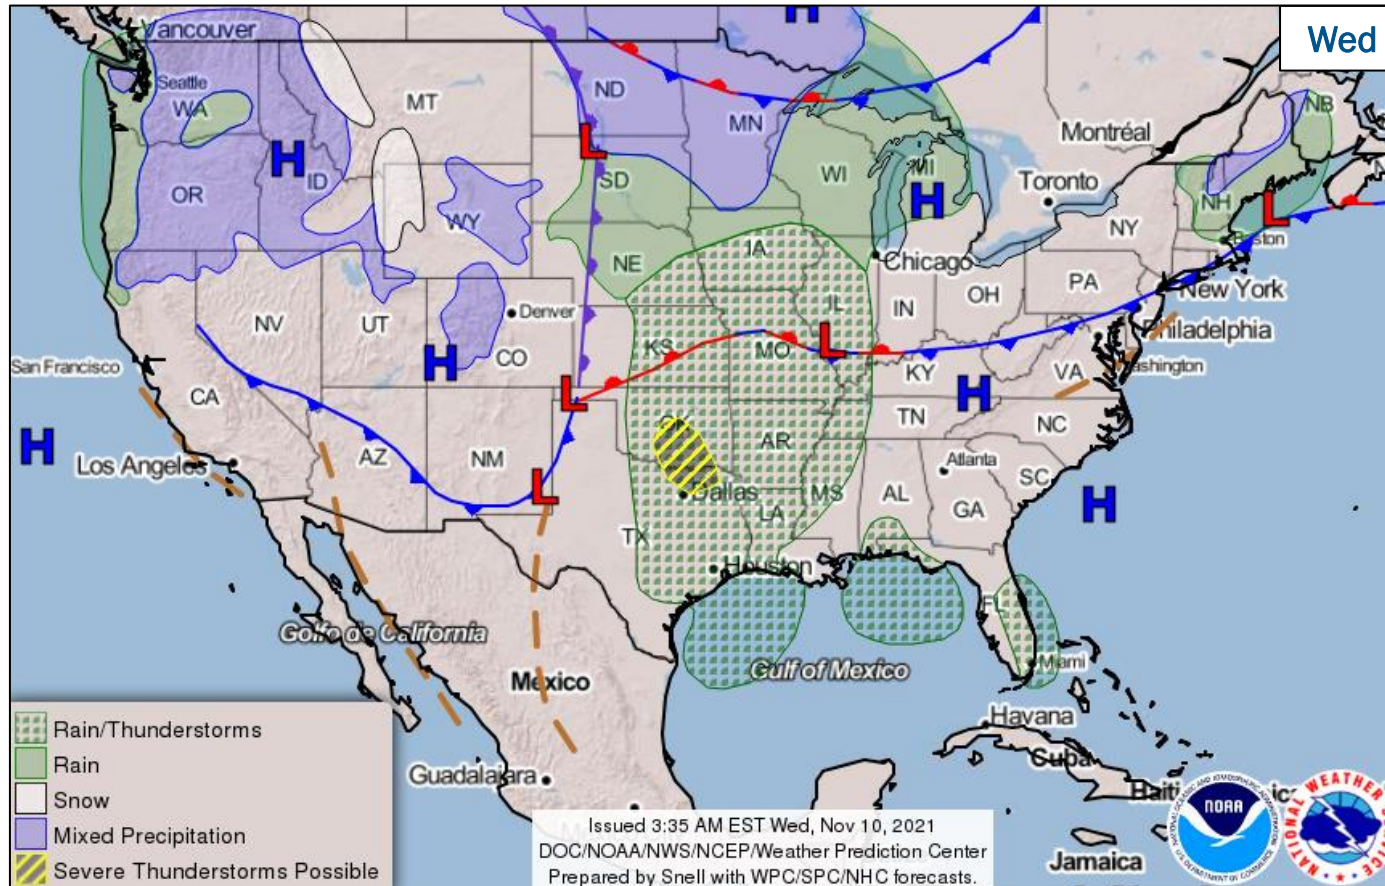 Wed
Vancouver
Seattle
WA
MT
ND
MN
OR
H
ID
WY
L
SD
WI
MI
H
Montréal
Toronto
NB
NH
L
Boston
NY
NE
IA
Chicago
NV
UT
Denver
CO
H
KS
MO
IL
L
IN
OH
PA
New York
Philadelphia
Washington
San Francisco
CA
L
KY
VA
H
H
Los Angeles
AZ
NM
L
OK
AR
TN
NC
Dallas
Atlanta
SC
H
TX
LA
MS
AL
GA
Houston
FL
Miami
Golfo de California
Mexico
Gulf of Mexico
Havana
Cuba
Guadalajara
Haiti
Jamaica
Rain/Thunderstorms
Rain
Snow
Mixed Precipitation
Severe Thunderstorms Possible
Issued 3:35 AM EST Wed, Nov 10, 2021
DOC/NOAA/NWS/NCEP/Weather Prediction Center
Prepared by Snell with WPC/SPC/NHC forecasts.
NOAA
NATIONAL WEATHER SERVICE